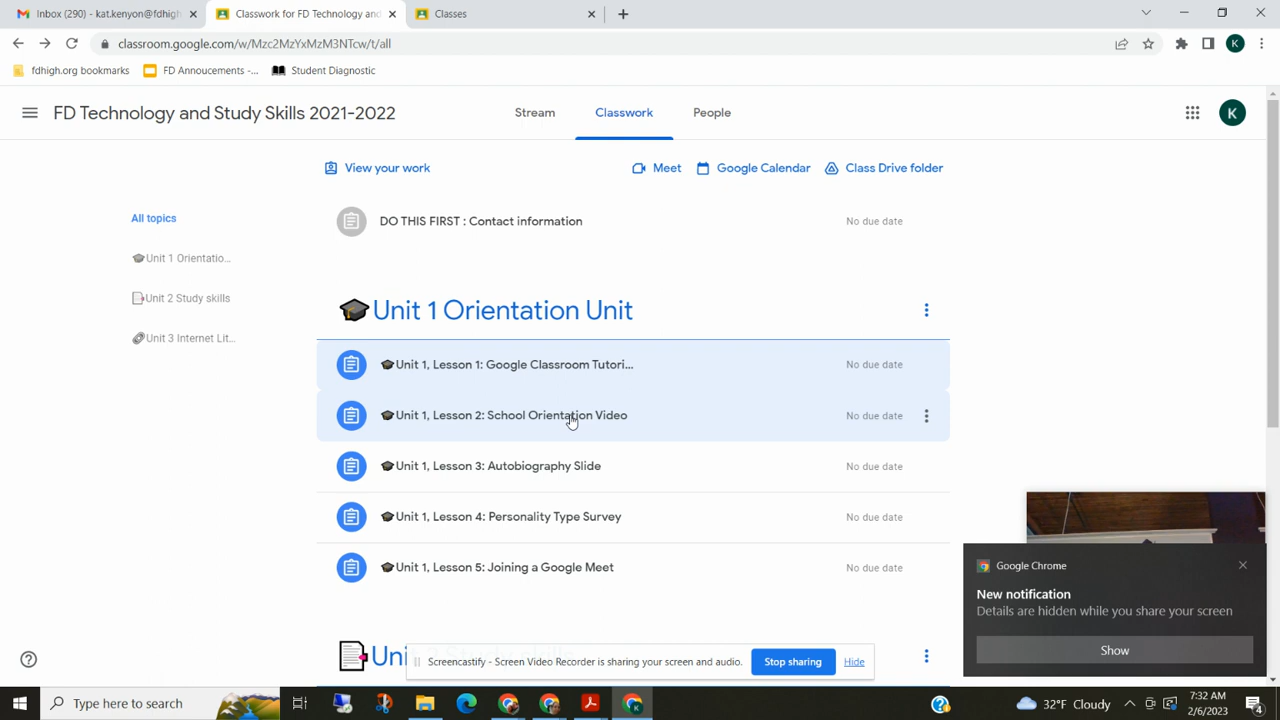 Inbox (290) - kat.kenyon@fdhigh
Classwork for FD Technology and
Classes
classroom.google.com/w/Mzc2MzYxMzM3NTcw/t/all
K
fdhigh.org bookmarks
FD Annoucements -...
Student Diagnostic
FD Technology and Study Skills 2021-2022
Stream
Classwork
People
K
View your work
Meet
Google Calendar
Class Drive folder
All topics
Unit 1 Orientatio...
Unit 2 Study skills
Unit 3 Internet Lit...
DO THIS FIRST : Contact information
No due date
Unit 1 Orientation Unit
Unit 1, Lesson 1: Google Classroom Tutori...
No due date
Unit 1, Lesson 2: School Orientation Video
No due date
Unit 1, Lesson 3: Autobiography Slide
No due date
Unit 1, Lesson 4: Personality Type Survey
No due date
Unit 1, Lesson 5: Joining a Google Meet
No due date
Google Chrome
New notification
Details are hidden while you share your screen
Show
Screencastify - Screen Video Recorder is sharing your screen and audio.
Stop sharing
Hide
Type here to search
K
32°F Cloudy
7:32 AM
2/6/2023
4